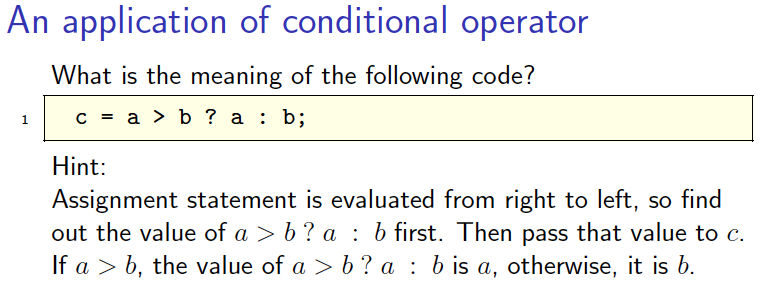 An application of conditional operator
What is the meaning of the following code?
1 c = a > b ? a : b;
Hint:
Assignment statement is evaluated from right to left, so find
out the value of a > b ? a : b first. Then pass that value to c.
If a > b, the value of a > b ? a : b is a, otherwise, it is b.